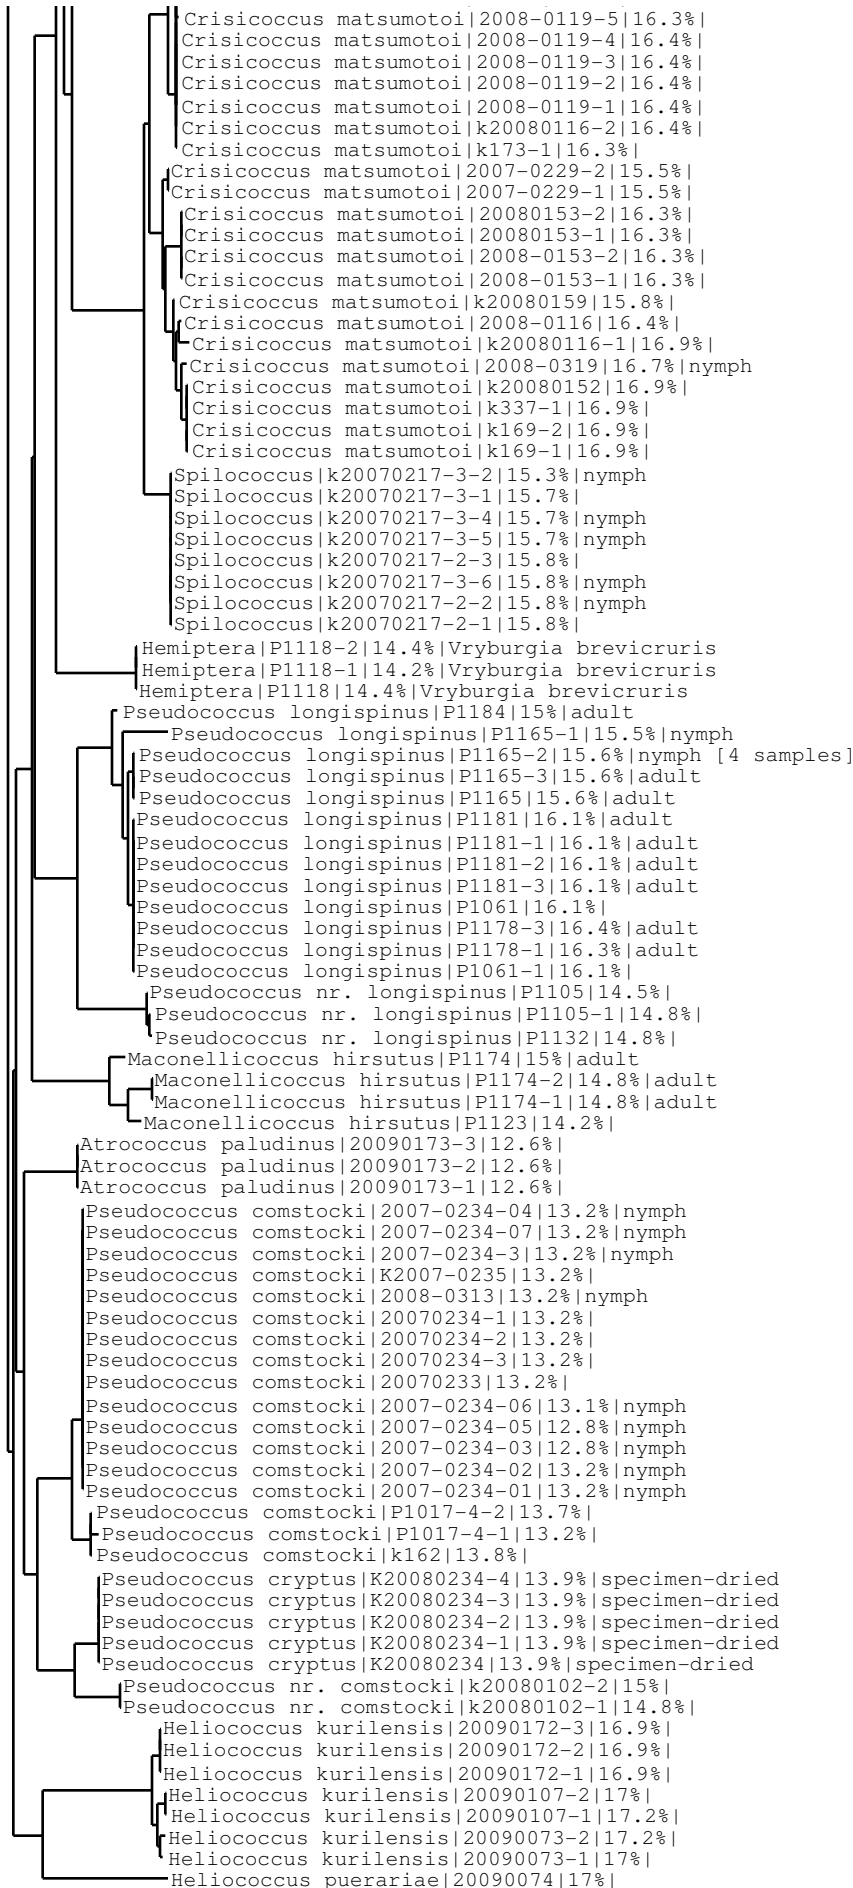 Crisicoccus matsumotoi|2008-0119-5|16.3%|
Crisicoccus matsumotoi|2008-0119-4|16.4%|
Crisicoccus matsumotoi|2008-0119-3|16.4%|
Crisicoccus matsumotoi|2008-0119-2|16.4%|
Crisicoccus matsumotoi|2008-0119-1|16.4%|
Crisicoccus matsumotoi|k20080116-2|16.4%|
Crisicoccus matsumotoi|k173-1|16.3%|
Crisicoccus matsumotoi|2007-0229-2|15.5%|
Crisicoccus matsumotoi|2007-0229-1|15.5%|
Crisicoccus matsumotoi|20080153-2|16.3%|
Crisicoccus matsumotoi|20080153-1|16.3%|
Crisicoccus matsumotoi|2008-0153-2|16.3%|
Crisicoccus matsumotoi|2008-0153-1|16.3%|
Crisicoccus matsumotoi|k20080159|15.8%|
Crisicoccus matsumotoi|2008-0116|16.4%|
Crisicoccus matsumotoi|k20080116-1|16.9%|
Crisicoccus matsumotoi|2008-0319|16.7%|nymph
Crisicoccus matsumotoi|k20080152|16.9%|
Crisicoccus matsumotoi|k337-1|16.9%|
Crisicoccus matsumotoi|k169-2|16.9%|
Crisicoccus matsumotoi|k169-1|16.9%|
Spilococcus|k20070217-3-2|15.3%|nymph
Spilococcus|k20070217-3-1|15.7%|
Spilococcus|k20070217-3-4|15.7%|nymph
Spilococcus|k20070217-3-5|15.7%|nymph
Spilococcus|k20070217-2-3|15.8%|
Spilococcus|k20070217-3-6|15.8%|nymph
Spilococcus|k20070217-2-2|15.8%|nymph
Spilococcus|k20070217-2-1|15.8%|
Hemiptera|P1118-2|14.4%|Vryburgia brevicruris
Hemiptera|P1118-1|14.2%|Vryburgia brevicruris
Hemiptera|P1118|14.4%|Vryburgia brevicruris
Pseudococcus longispinus|P1184|15%|adult
Pseudococcus longispinus|P1165-1|15.5%|nymph
Pseudococcus longispinus|P1165-2|15.6%|nymph [4 samples]
Pseudococcus longispinus|P1165-3|15.6%|adult
Pseudococcus longispinus|P1165|15.6%|adult
Pseudococcus longispinus|P1181|16.1%|adult
Pseudococcus longispinus|P1181-1|16.1%|adult
Pseudococcus longispinus|P1181-2|16.1%|adult
Pseudococcus longispinus|P1181-3|16.1%|adult
Pseudococcus longispinus|P1061|16.1%|
Pseudococcus longispinus|P1178-3|16.4%|adult
Pseudococcus longispinus|P1178-1|16.3%|adult
Pseudococcus longispinus|P1061-1|16.1%|
Pseudococcus nr. longispinus|P1105|14.5%|
Pseudococcus nr. longispinus|P1105-1|14.8%|
Pseudococcus nr. longispinus|P1132|14.8%|
Maconellicoccus hirsutus|P1174|15%|adult
Maconellicoccus hirsutus|P1174-2|14.8%|adult
Maconellicoccus hirsutus|P1174-1|14.8%|adult
Maconellicoccus hirsutus|P1123|14.2%|
Atrococcus paludinus|20090173-3|12.6%|
Atrococcus paludinus|20090173-2|12.6%|
Atrococcus paludinus|20090173-1|12.6%|
Pseudococcus comstocki|2007-0234-04|13.2%|nymph
Pseudococcus comstocki|2007-0234-07|13.2%|nymph
Pseudococcus comstocki|2007-0234-3|13.2%|nymph
Pseudococcus comstocki|K2007-0235|13.2%|
Pseudococcus comstocki|2008-0313|13.2%|nymph
Pseudococcus comstocki|20070234-1|13.2%|
Pseudococcus comstocki|20070234-2|13.2%|
Pseudococcus comstocki|20070234-3|13.2%|
Pseudococcus comstocki|20070233|13.2%|
Pseudococcus comstocki|2007-0234-06|13.1%|nymph
Pseudococcus comstocki|2007-0234-05|12.8%|nymph
Pseudococcus comstocki|2007-0234-03|12.8%|nymph
Pseudococcus comstocki|2007-0234-02|13.2%|nymph
Pseudococcus comstocki|2007-0234-01|13.2%|nymph
Pseudococcus comstocki|P1017-4-2|13.7%|
Pseudococcus comstocki|P1017-4-1|13.2%|
Pseudococcus comstocki|k162|13.8%|
Pseudococcus cryptus|K20080234-4|13.9%|specimen-dried
Pseudococcus cryptus|K20080234-3|13.9%|specimen-dried
Pseudococcus cryptus|K20080234-2|13.9%|specimen-dried
Pseudococcus cryptus|K20080234-1|13.9%|specimen-dried
Pseudococcus cryptus|K20080234|13.9%|specimen-dried
Pseudococcus nr. comstocki|k20080102-2|15%|
Pseudococcus nr. comstocki|k20080102-1|14.8%|
Heliococcus kurilensis|20090172-3|16.9%|
Heliococcus kurilensis|20090172-2|16.9%|
Heliococcus kurilensis|20090172-1|16.9%|
Heliococcus kurilensis|20090107-2|17%|
Heliococcus kurilensis|20090107-1|17.2%|
Heliococcus kurilensis|20090073-2|17.2%|
Heliococcus kurilensis|20090073-1|17%|
Heliococcus puerariae|20090074|17%|